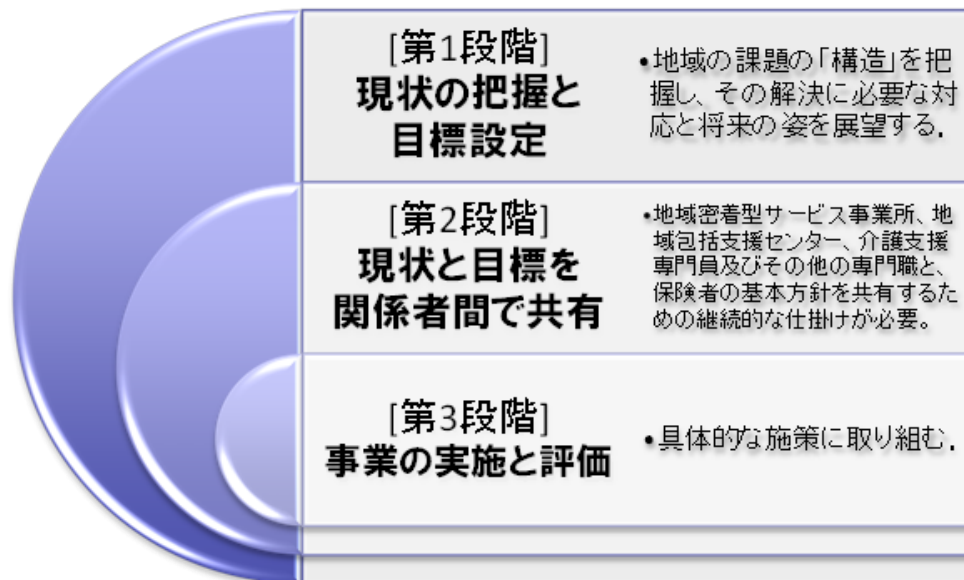 [第1段階]
現状の把握と
目標設定
•地域の課題の「構造」を把
握し、その解決に必要な対
応と将来の姿を展望する.
[第2段階]
現状と目標を
関係者間で共有
•地域密着型サービス事業所、地
域包括支援センター、介護支援
専門員及びその他の専門職と、
保険者の基本方針を共有するた
めの継続的な仕掛けが必要。
[第3段階]
事業の実施と評価
•具体的な施策に取り組む.